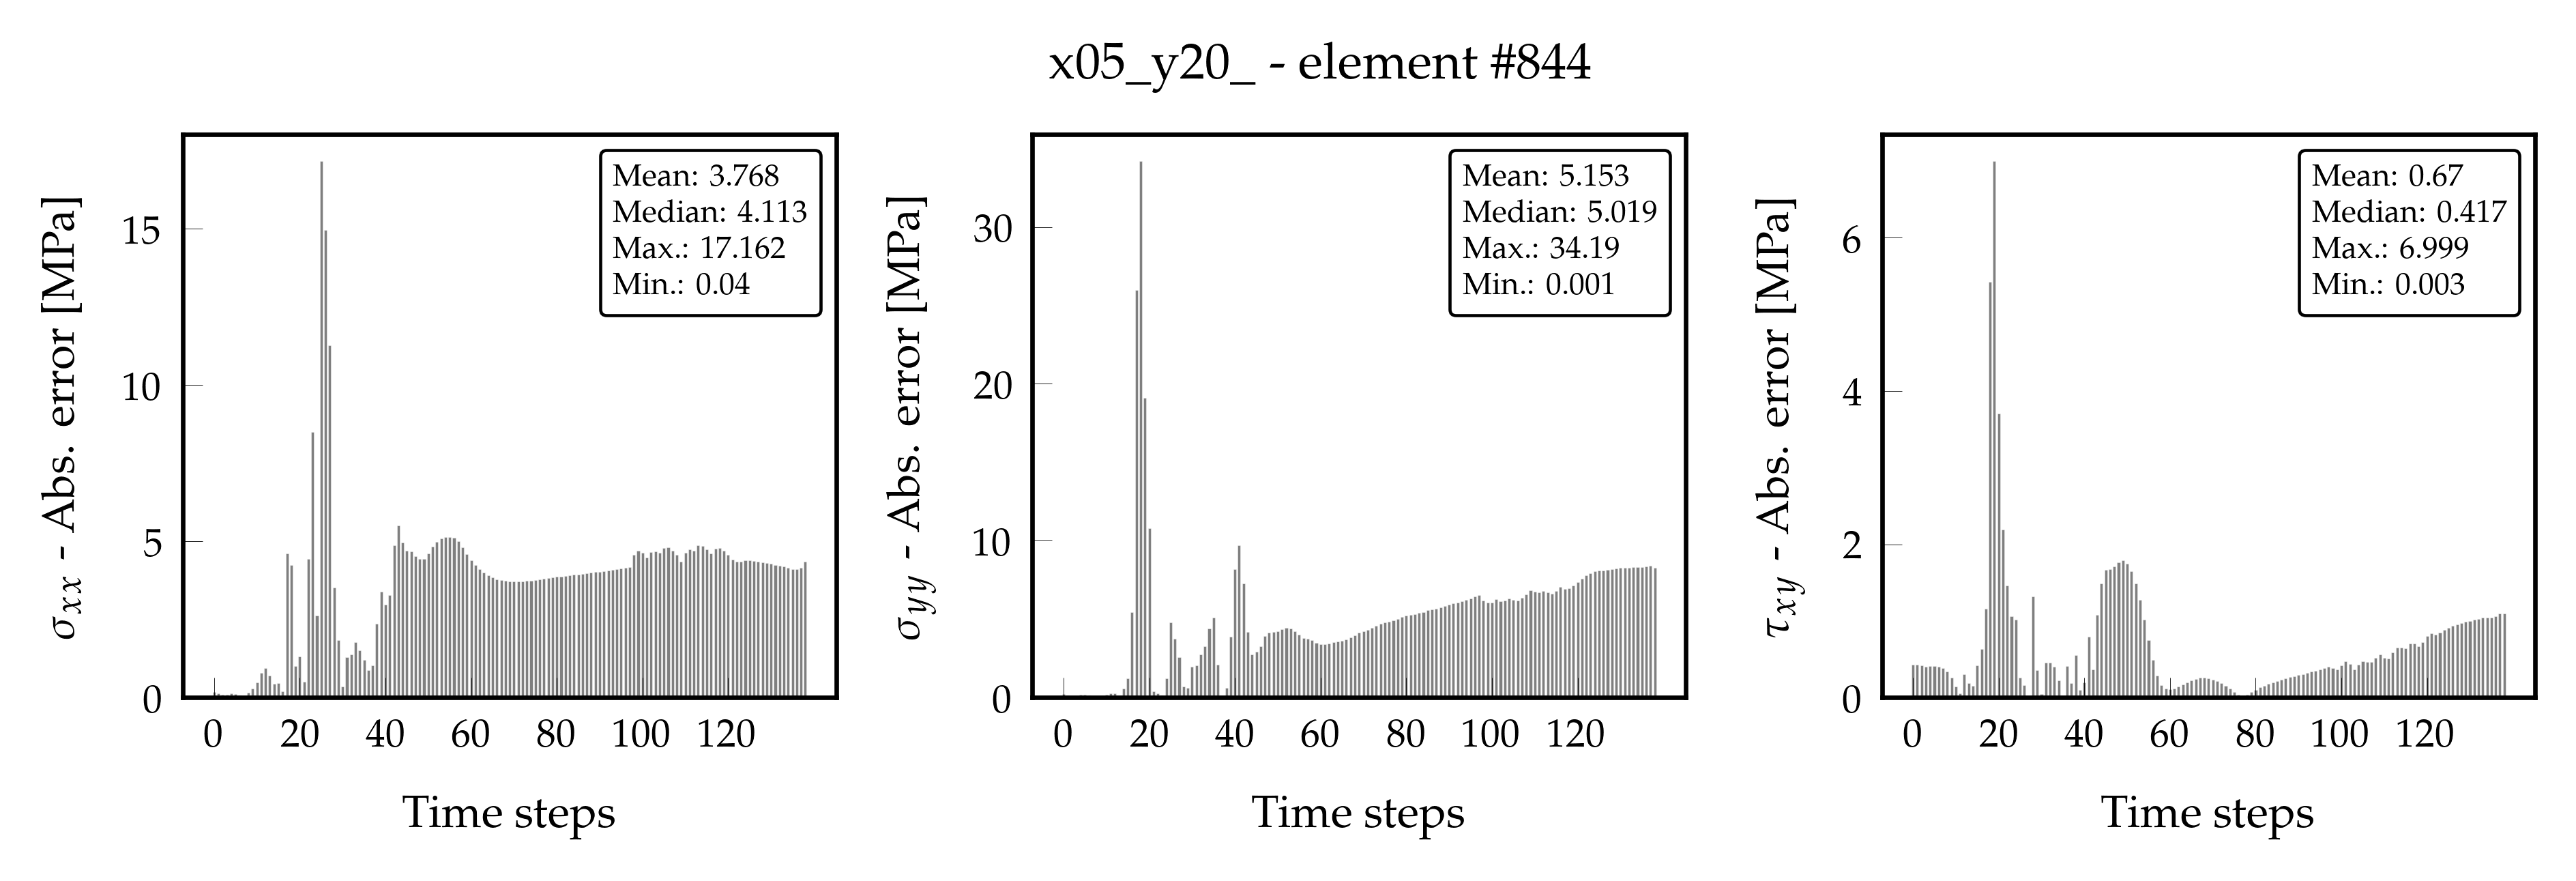 x05_y20_ - element #844
σxx - Abs. error [MPa]
15
10
5
0
Mean: 3.768
Median: 4.113
Max.: 17.162
Min.: 0.04
0 20 40 60 80 100 120
Time steps
σyy - Abs. error [MPa]
30
20
10
0
Mean: 5.153
Median: 5.019
Max.: 34.19
Min.: 0.001
0 20 40 60 80 100 120
Time steps
τxy - Abs. error [MPa]
6
4
2
0
Mean: 0.67
Median: 0.417
Max.: 6.999
Min.: 0.003
0 20 40 60 80 100 120
Time steps